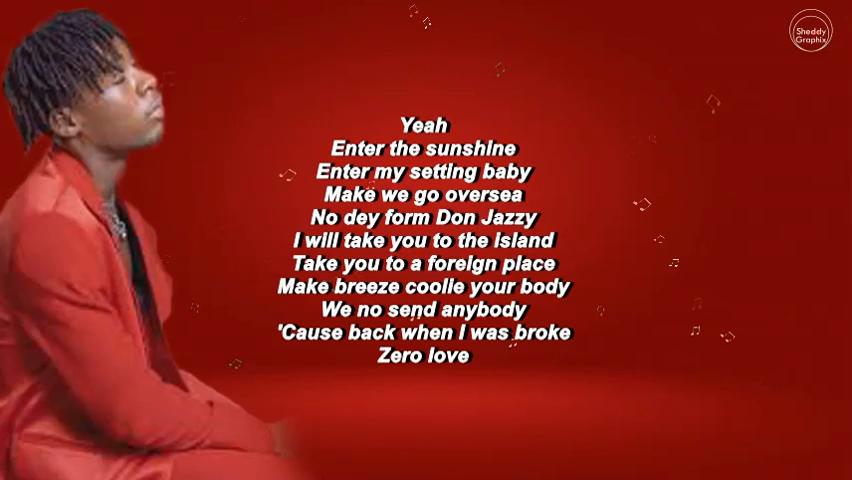 Sheddy
Graphix
Yeah
Enter the sunshine
Enter my setting baby
Make we go oversea
No dey form Don Jazzy
I will take you to the island
Take you to a foreign place
Make breeze coolie your body
We no send anybody
'Cause back when I was broke
Zero love